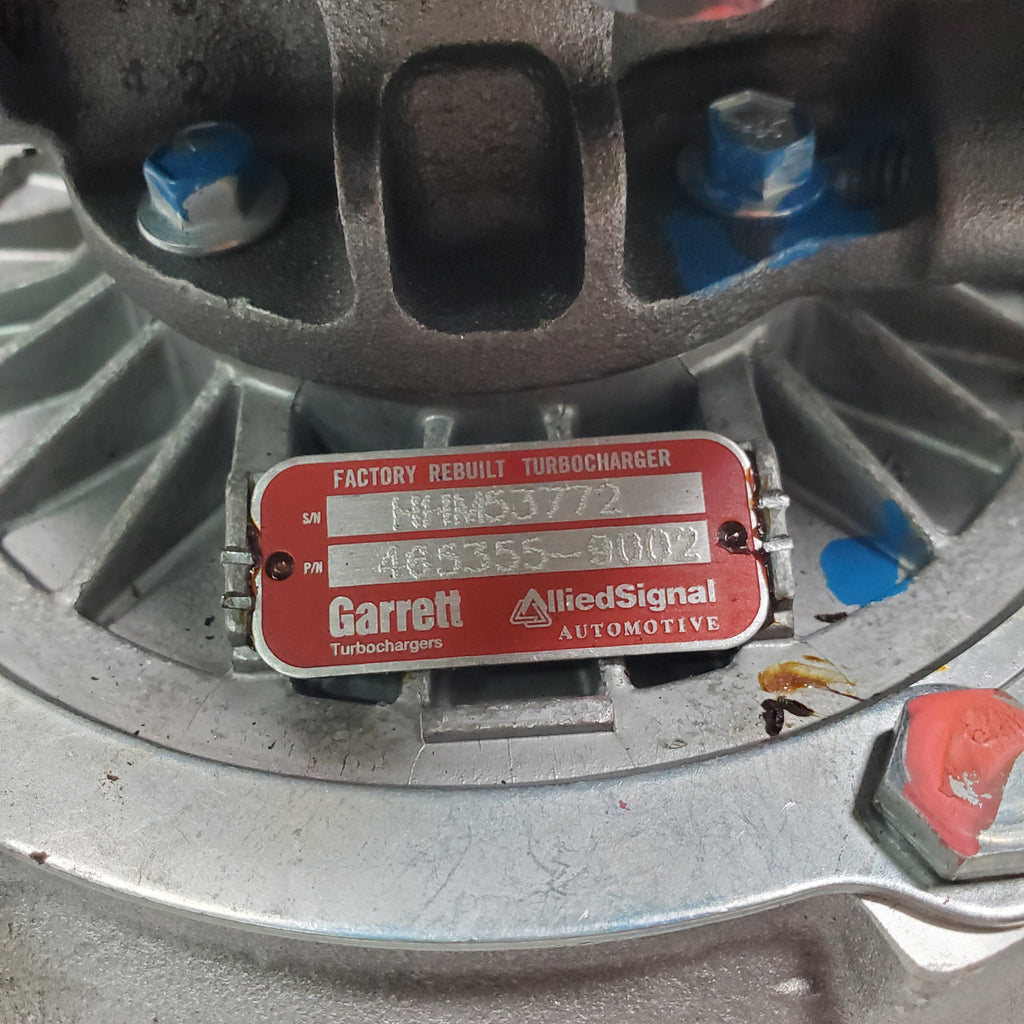 FACTORY REBUILT TURBOCHARGER
S/N HHM53772
P/N 465355-9002
Garrett AlliedSignal
Turbochargers AUTOMOTIVE